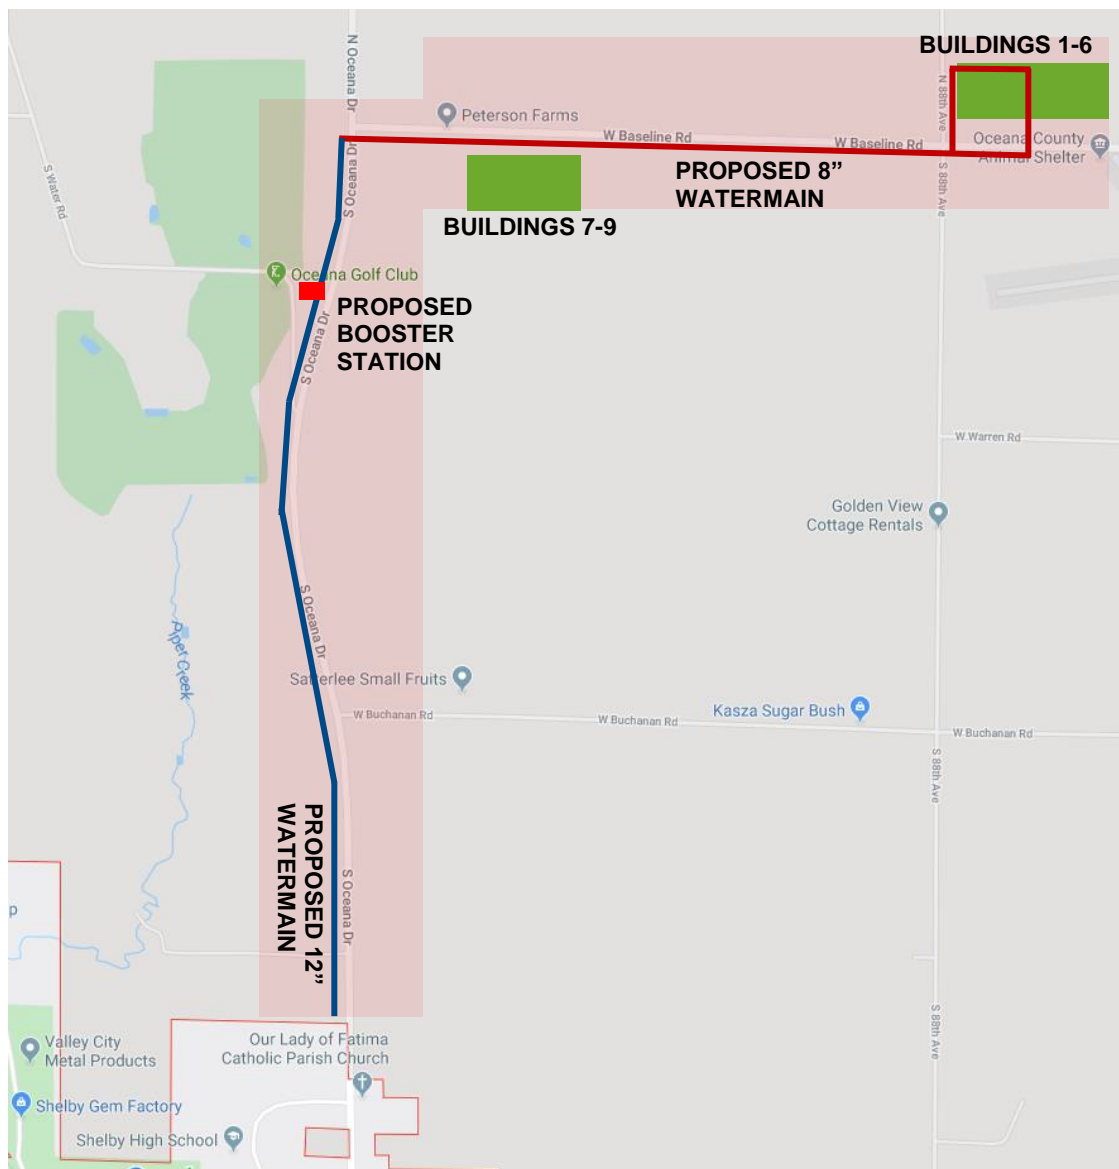 BUILDINGS 1-6
N Oceana Dr
N 88th Ave
Peterson Farms
W Baseline Rd
W Baseline Rd
Oceana County
Animal Shelter
S Oceana Dr
PROPOSED 8”
WATERMAIN
S Water Rd
S 88th Ave
BUILDINGS 7-9
Oceana Golf Club
PROPOSED
BOOSTER
STATION
S Oceana Dr
W Warren Rd
Golden View
Cottage Rentals
S Oceana Dr
Piper Creek
Satterlee Small Fruits
W Buchanan Rd
W Buchanan Rd
Kasza Sugar Bush
W Buchanan Rd
S 88th Ave
PROPOSED 12”
WATERMAIN
S Oceana Dr
p
S 88th Ave
Valley City
Metal Products
Our Lady of Fatima
Catholic Parish Church
Shelby Gem Factory
Shelby High School